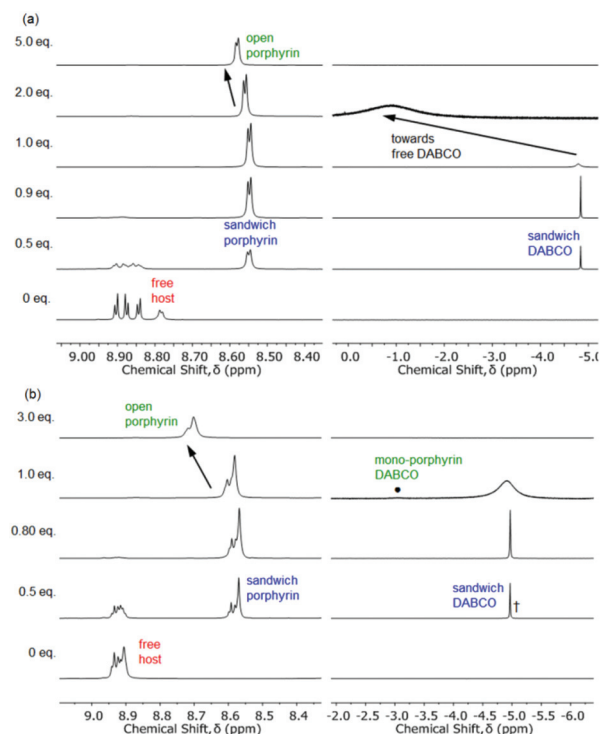 (a)
5.0 eq.
open
porphyrin
2.0 eq.
1.0 eq.
towards
free DABCO
0.9 eq.
sandwich
porphyrin
sandwich
DABCO
0.5 eq.
free
host
0 eq.
9.00 8.90 8.80 8.70 8.60 8.50 8.40 0.0 -1.0 -2.0 -3.0 -4.0 -5.0
Chemical Shift, δ (ppm) Chemical Shift, δ (ppm)
(b)
3.0 eq.
open
porphyrin
1.0 eq.
mono-porphyrin
DABCO
0.80 eq.
0.5 eq.
sandwich
porphyrin
sandwich
DABCO †
0 eq.
free
host
9.0 8.9 8.8 8.7 8.6 8.5 8.4 -2.0 -2.5 -3.0 -3.5 -4.0 -4.5 -5.0 -5.5 -6.0
Chemical Shift, δ (ppm) Chemical Shift, δ (ppm)